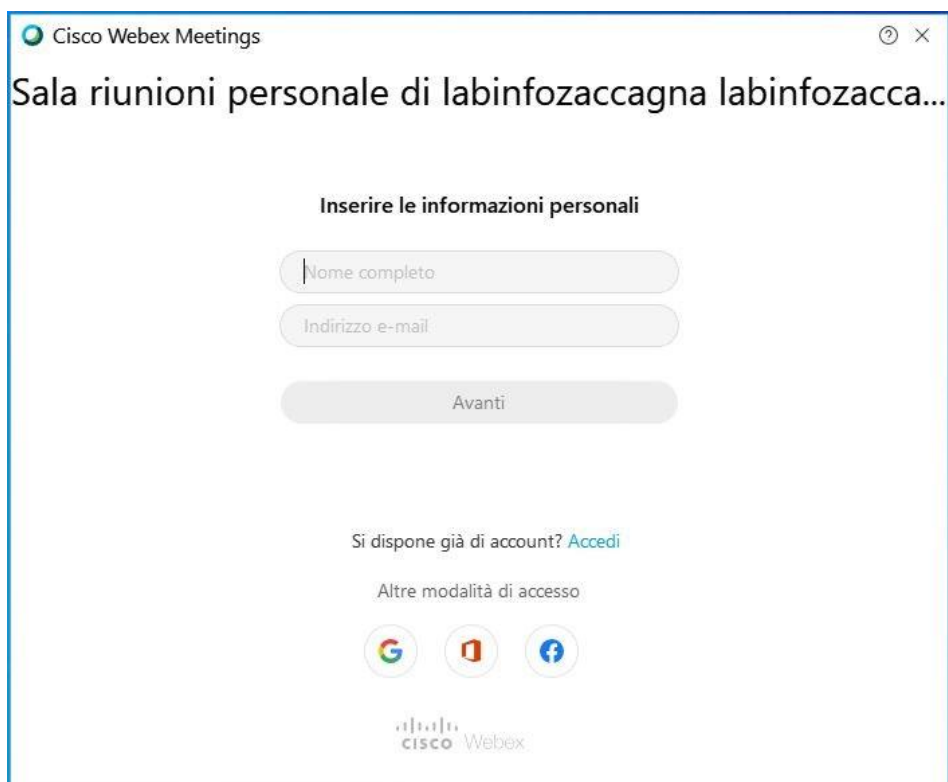 Cisco Webex Meetings
Sala riunioni personale di labinfozaccagna labinfozacca...
Inserire le informazioni personali
Nome completo
Indirizzo e-mail
Avanti
Si dispone già di account? Accedi
Altre modalità di accesso
CISCO Webex